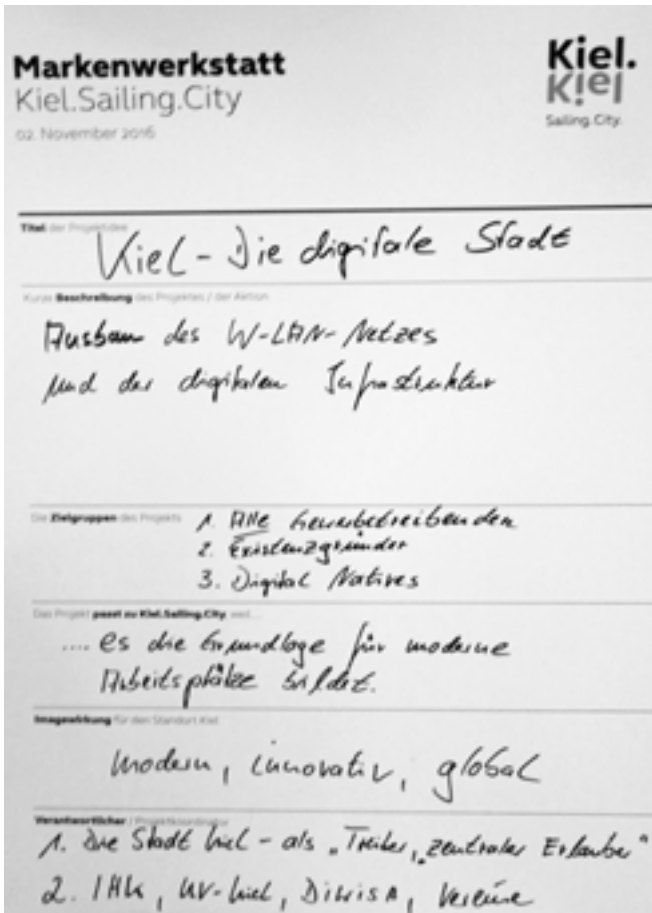 Markenwerkstatt
Kiel.Sailing.City
02. November 2016
Kiel.
Kiel
Sailing.City.
Titel der Projektidee
Kiel - Die digitale Stadt
Kurze Beschreibung des Projektes / der Aktion
Ausbau des W-LAN-Netzes
und der digitalen Infrastruktur
Die Zielgruppen des Projekts
1. Alle Gewerbetreibenden
2. Existenzgründer
3. Digital Natives
Das Projekt passt zu Kiel.Sailing.City, weil...
.... es die Grundlage für moderne
Arbeitsplätze bildet.
Imagewirkung für den Standort Kiel
modern, innovativ, global
Verantwortlicher / Projektkoordinator
1. Die Stadt Kiel - als „Treiber, zentraler Erlauber"
2. IHK, UV-Kiel, DiWiSH, Vereine